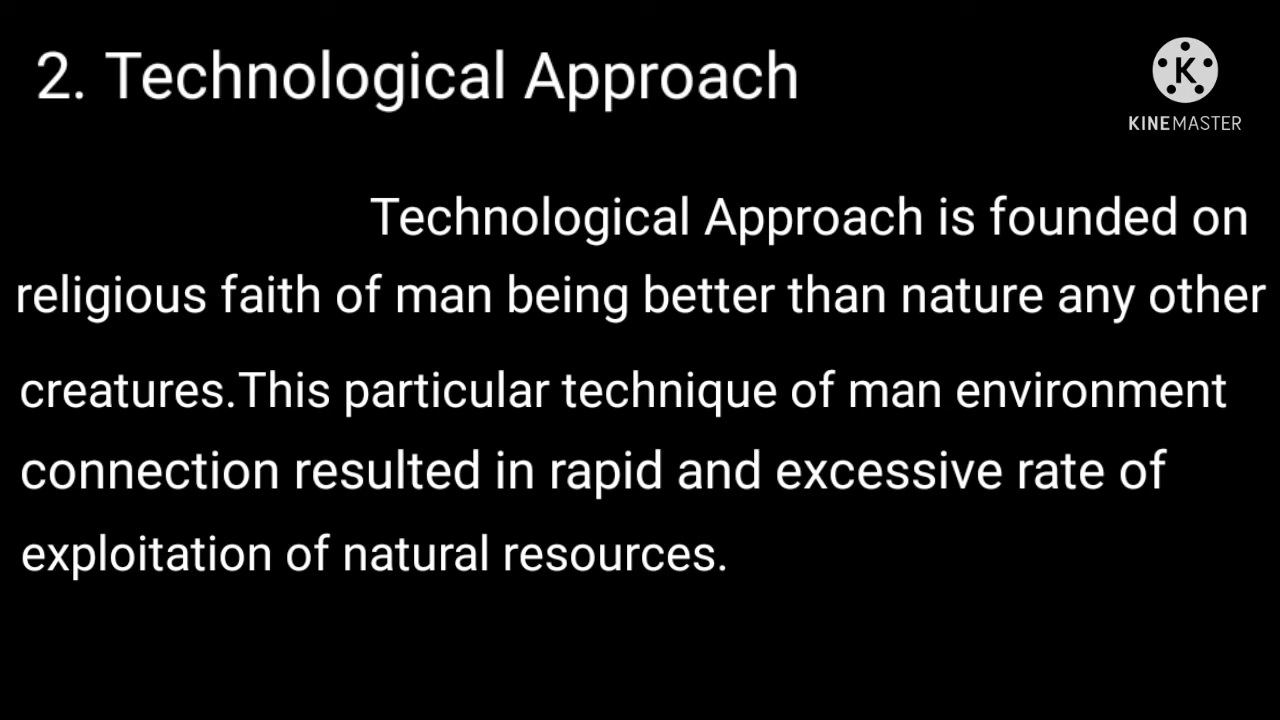 2. Technological Approach
K
KINEMASTER
Technological Approach is founded on
religious faith of man being better than nature any other
creatures.This particular technique of man environment
connection resulted in rapid and excessive rate of
exploitation of natural resources.